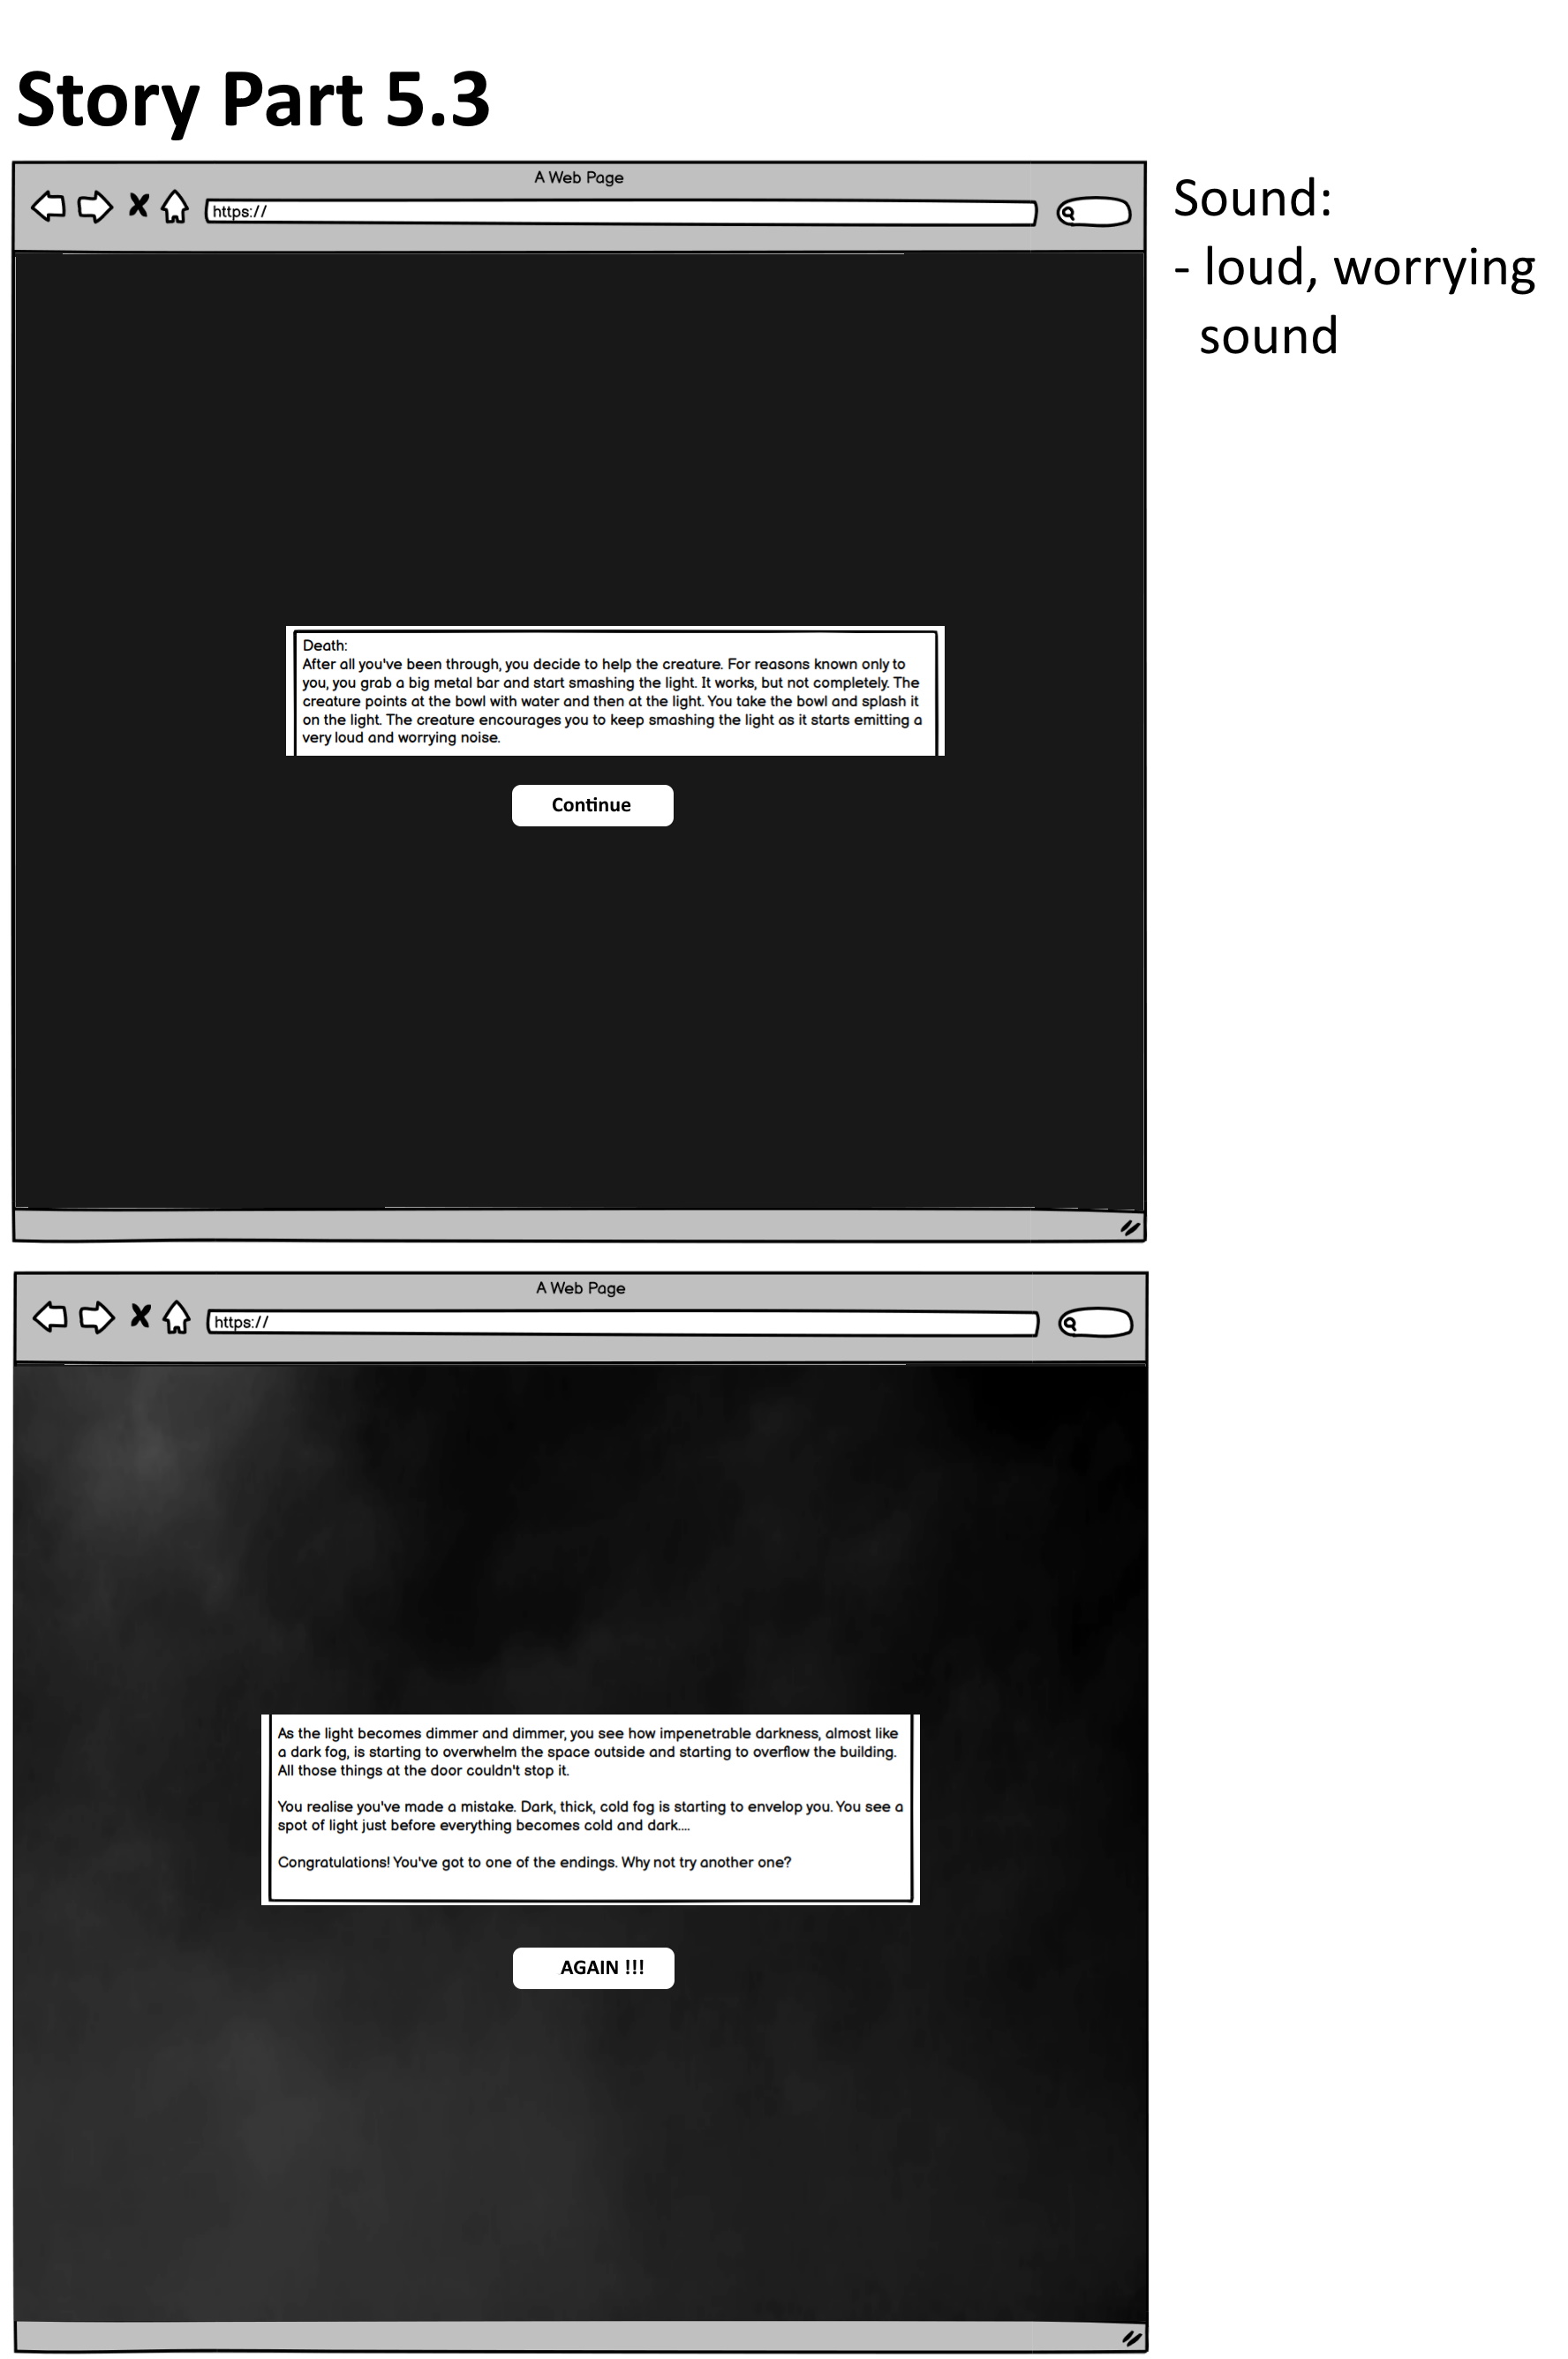 Story Part 5.3
A Web Page
https://
Sound:
- loud, worrying
sound
Death:
After all you've been through, you decide to help the creature. For reasons known only to
you, you grab a big metal bar and start smashing the light. It works, but not completely. The
creature points at the bowl with water and then at the light. You take the bowl and splash it
on the light. The creature encourages you to keep smashing the light as it starts emitting a
very loud and worrying noise.
Continue
A Web Page
https://
As the light becomes dimmer and dimmer, you see how impenetrable darkness, almost like
a dark fog, is starting to overwhelm the space outside and starting to overflow the building.
All those things at the door couldn't stop it.
You realise you've made a mistake. Dark, thick, cold fog is starting to envelop you. You see a
spot of light just before everything becomes cold and dark....
Congratulations! You've got to one of the endings. Why not try another one?
AGAIN !!!